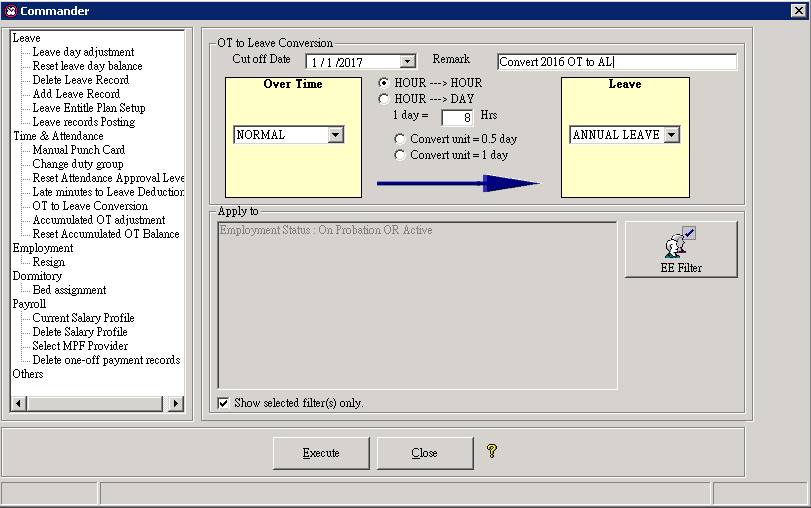 Commander
Leave
Leave day adjustment
Reset leave day balance
Delete Leave Record
Add Leave Record
Leave Entitle Plan Setup
Leave records Posting
Time & Attendance
Manual Punch Card
Change duty group
Reset Attendance Approval Leve
Late minutes to Leave Deduction
OT to Leave Conversion
Accumulated OT adjustment
Reset Accumulated OT Balance
Employment
Resign
Dormitory
Bed assignment
Payroll
Current Salary Profile
Delete Salary Profile
Select MPF Provider
Delete one-off payment records
Others
OT to Leave Conversion
Cut off Date 1 / 1 /2017 Remark Convert 2016 OT to AL
Over Time
NORMAL
HOUR ---> HOUR
HOUR ---> DAY
1 day = 8 Hrs
Convert unit = 0.5 day
Convert unit = 1 day
Leave
ANNUAL LEAVE
Apply to
Employment Status : On Probation OR Active
EE Filter
Show selected filter(s) only.
Execute Close ?